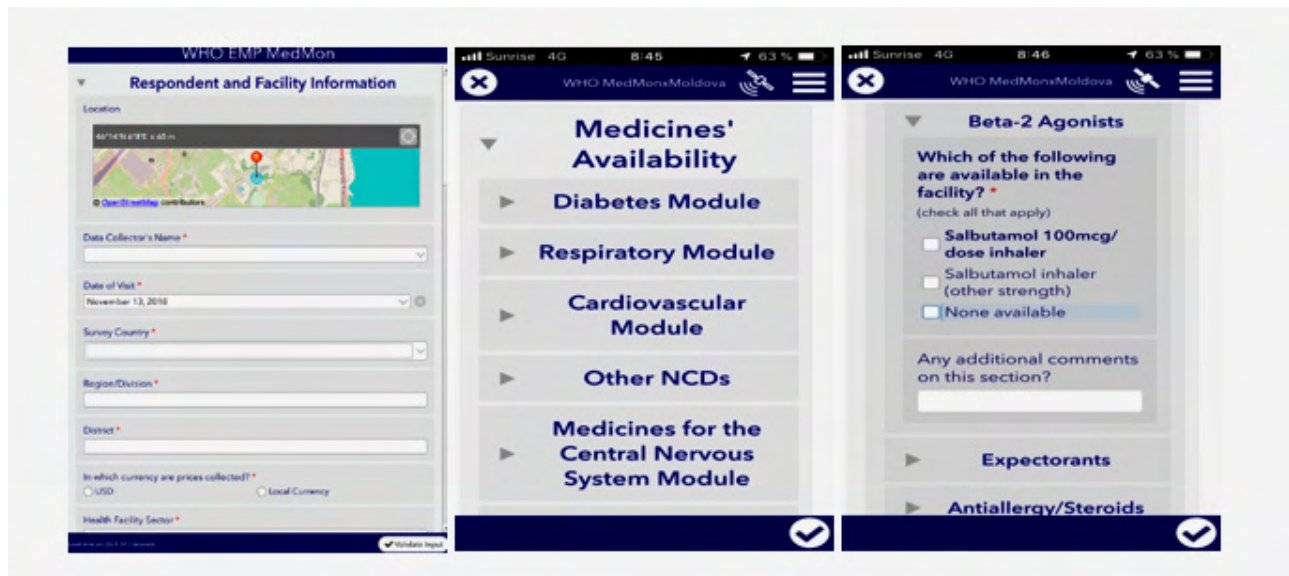 WHO EMP MedMon
Respondent and Facility Information
Location
© OpenStreetMap contributors
Data Collector's Name *
Date of Visit *
November 13, 2018
Survey Country *
Region/Division *
District *
In which currency are prices collected? *
USD Local Currency
Health Facility Sector *
Validate Input
Sunrise 4G 8:45 63 %
WHO MedMonxMoldova
Medicines'
Availability
Diabetes Module
Respiratory Module
Cardiovascular
Module
Other NCDs
Medicines for the
Central Nervous
System Module
Sunrise 4G 8:46 63 %
WHO MedMonxMoldova
Beta-2 Agonists
Which of the following
are available in the
facility? *
(check all that apply)
Salbutamol 100mcg/
dose inhaler
Salbutamol inhaler
(other strength)
None available
Any additional comments
on this section?
Expectorants
Antiallergy/Steroids